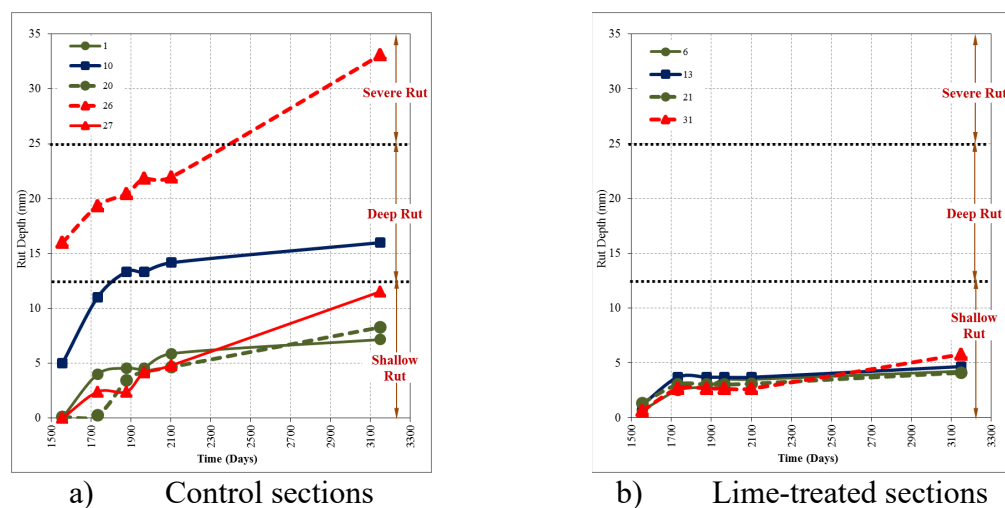 35
30
25
20
15
10
5
0
Rut Depth (mm)
1
10
20
26
27
Severe Rut
Deep Rut
Shallow
Rut
1500 1700 1900 2100 2300 2500 2700 2900 3100 3300
Time (Days)
a) Control sections
35
30
25
20
15
10
5
0
Rut Depth (mm)
6
13
21
31
Severe Rut
Deep Rut
Shallow
Rut
1500 1700 1900 2100 2300 2500 2700 2900 3100 3300
Time (Days)
b) Lime-treated sections